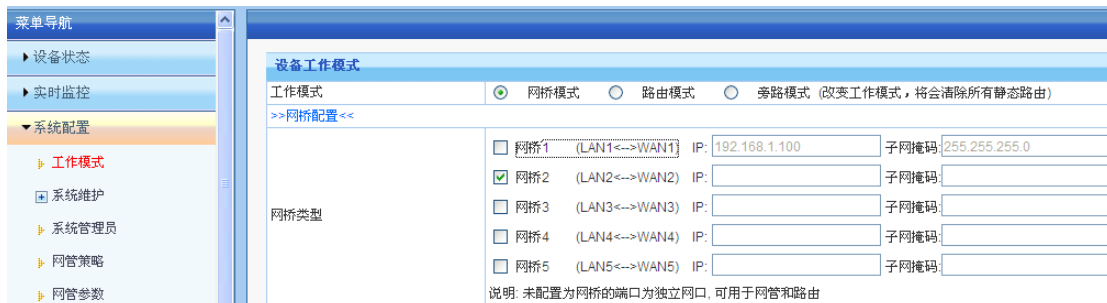 菜单导航
设备状态
实时监控
系统配置
工作模式
系统维护
系统管理员
网管策略
网管参数
设备工作模式
工作模式 网桥模式 路由模式 旁路模式 (改变工作模式，将会清除所有静态路由)
>>网桥配置<<
网桥类型
网桥1 (LAN1<-->WAN1) IP: 192.168.1.100 子网掩码:255.255.255.0
网桥2 (LAN2<-->WAN2) IP: 子网掩码:
网桥3 (LAN3<-->WAN3) IP: 子网掩码:
网桥4 (LAN4<-->WAN4) IP: 子网掩码:
网桥5 (LAN5<-->WAN5) IP: 子网掩码:
说明: 未配置为网桥的端口为独立网口, 可用于网管和路由